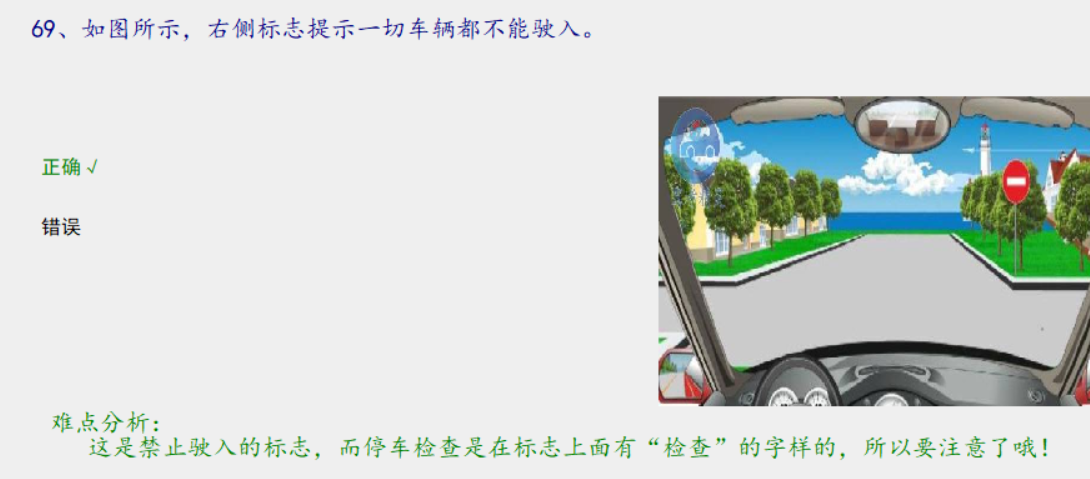 69、如图所示，右侧标志提示一切车辆都不能驶入。
正确√
错误
难点分析：
这是禁止驶入的标志，而停车检查是在标志上面有“检查”的字样的，所以要注意了哦！